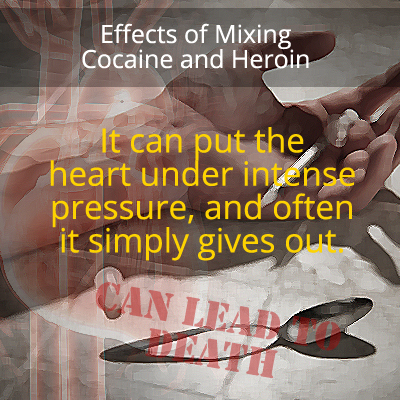 Effects of Mixing
Cocaine and Heroin
It can put the
heart under intense
pressure, and often
it simply gives out.
CAN LEAD TO
DEATH